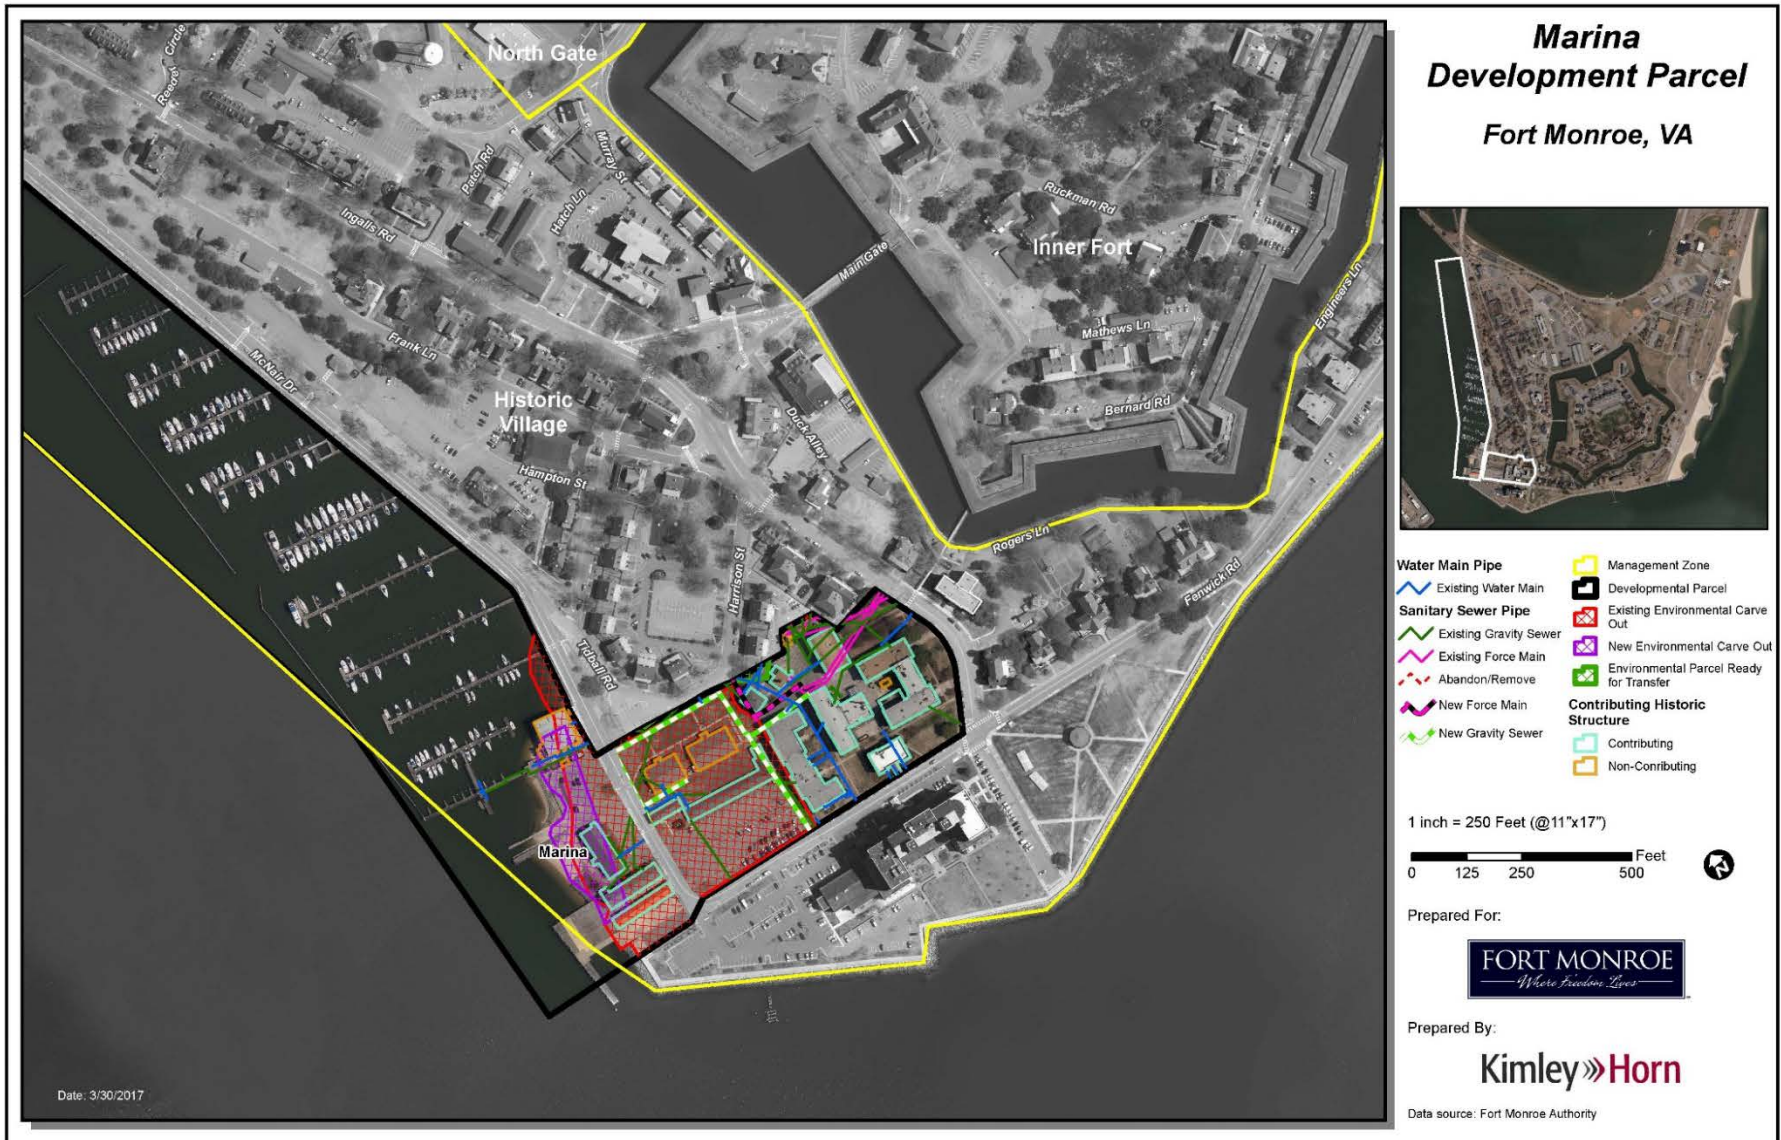 Marina
Development Parcel
Fort Monroe, VA
North Gate
Reeder Circle
Patch Rd
Murray St
Hatch Ln
Ingalls Rd
Main Gate
Ruckman Rd
Inner Fort
Engineers Ln
Mathews Ln
Bernard Rd
Frank Ln
McNair Dr
Historic
Village
Duck Alley
Hampton St
Rogers Ln
Harrison St
Fenwick Rd
Tidball Rd
Marina
Date: 3/30/2017
Water Main Pipe
Existing Water Main
Sanitary Sewer Pipe
Existing Gravity Sewer
Existing Force Main
Abandon/Remove
New Force Main
New Gravity Sewer
Management Zone
Developmental Parcel
Existing Environmental Carve
Out
New Environmental Carve Out
Environmental Parcel Ready
for Transfer
Contributing Historic
Structure
Contributing
Non-Conributing
1 inch = 250 Feet (@11"x17")
Feet
0 125 250 500
Prepared For:
FORT MONROE
Where Freedom Lives
Prepared By:
Kimley»Horn
Data source: Fort Monroe Authority